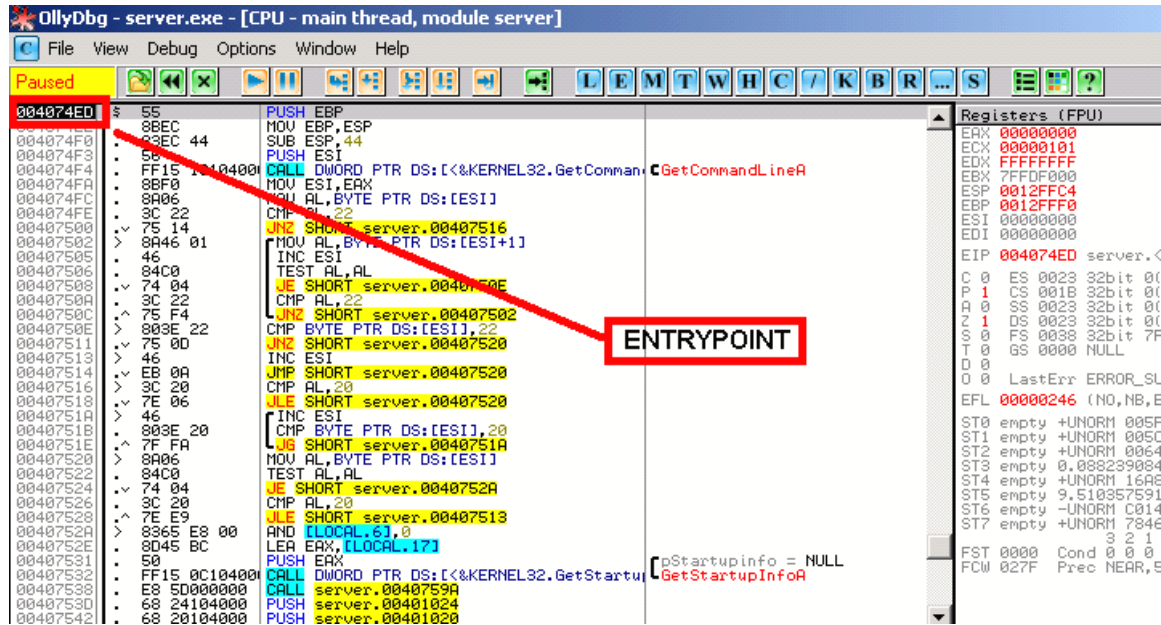 OllyDbg - server.exe - [CPU - main thread, module server]
C File View Debug Options Window Help
Paused L E M T W H C / K B R ... S ?
004074ED $ 55 PUSH EBP
8BEC MOV EBP,ESP
004074F0 . 83EC 44 SUB ESP,44
004074F3 . PUSH ESI
004074F4 . FF15 CALL DWORD PTR DS:[<&KERNEL32.GetComman GetCommandLineA
004074FA . 8BF0 MOV ESI,EAX
004074FC . 8A06 MOV AL,BYTE PTR DS:[ESI]
004074FE . 3C 22 CMP AL,22
00407500 .v 75 14 JNZ SHORT server.00407516
00407502 > 8A46 01 MOV AL,BYTE PTR DS:[ESI+1]
00407505 . 46 INC ESI
00407506 . 84C0 TEST AL,AL
00407508 .v 74 04 JE SHORT server.0040750E
0040750A . 3C 22 CMP AL,22
0040750C .^ 75 F4 JNZ SHORT server.00407502
0040750E > 803E 22 CMP BYTE PTR DS:[ESI],22
00407511 .v 75 0D JNZ SHORT server.00407520
00407513 > 46 INC ESI
00407514 .v EB 0A JMP SHORT server.00407520
00407516 > 3C 20 CMP AL,20
00407518 .v 7E 06 JLE SHORT server.00407520
0040751A > 46 INC ESI
0040751B . 803E 20 CMP BYTE PTR DS:[ESI],20
0040751E .^ 7F FA JG SHORT server.0040751A
00407520 > 8A06 MOV AL,BYTE PTR DS:[ESI]
00407522 . 84C0 TEST AL,AL
00407524 .v 74 04 JE SHORT server.0040752A
00407526 . 3C 20 CMP AL,20
00407528 .^ 7E E9 JLE SHORT server.00407513
0040752A > 8365 E8 00 AND [LOCAL.6],0
0040752E . 8D45 BC LEA EAX,[LOCAL.17]
00407531 . 50 PUSH EAX pStartupinfo = NULL
00407532 . FF15 0C104000 CALL DWORD PTR DS:[<&KERNEL32.GetStartu GetStartupInfoA
00407538 . E8 5D000000 CALL server.0040759A
0040753D . 68 24104000 PUSH server.00401024
00407542 . 68 20104000 PUSH server.00401020
ENTRYPOINT
Registers (FPU)
EAX 00000000
ECX 00000101
EDX FFFFFFFF
EBX 7FFDF000
ESP 0012FFC4
EBP 0012FFF0
ESI 00000000
EDI 00000000
EIP 004074ED server.<
C 0 ES 0023 32bit 0(
P 1 CS 001B 32bit 0(
A 0 SS 0023 32bit 0(
Z 1 DS 0023 32bit 0(
S 0 FS 0038 32bit 7F
T 0 GS 0000 NULL
D 0
O 0 LastErr ERROR_SU
EFL 00000246 (NO,NB,E
ST0 empty +UNORM 005F
ST1 empty +UNORM 005C
ST2 empty +UNORM 0064
ST3 empty 0.088239084
ST4 empty +UNORM 16A8
ST5 empty 9.510357591
ST6 empty -UNORM C014
ST7 empty +UNORM 7846
3 2 1
FST 0000 Cond 0 0 0
FCW 027F Prec NEAR,5